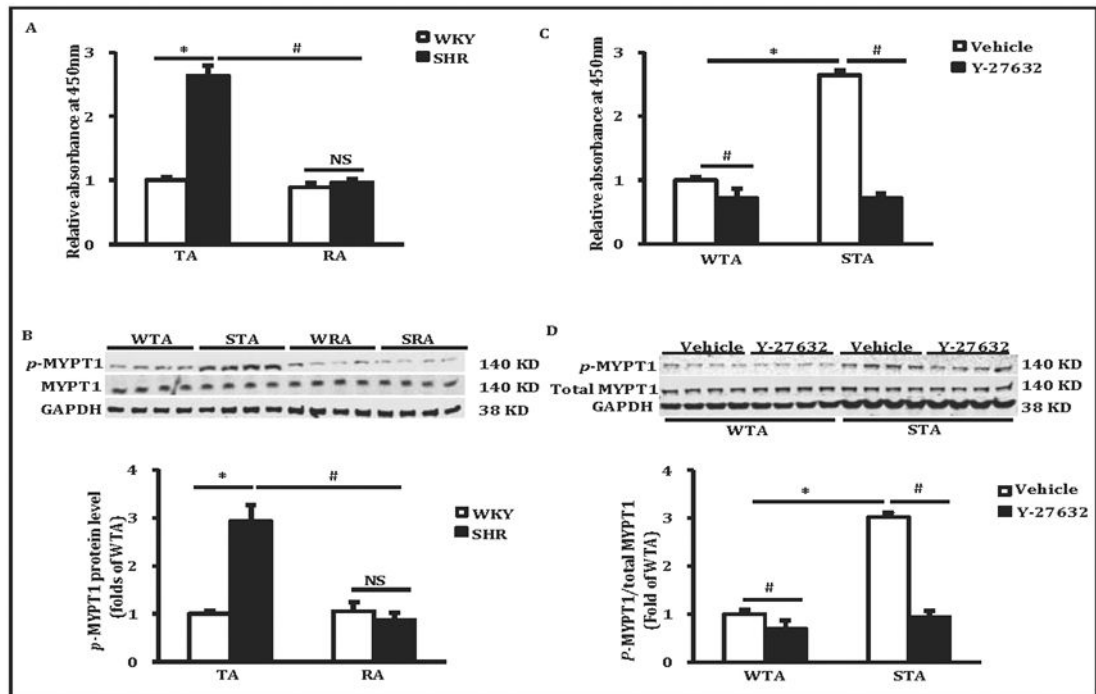 A
Relative absorbance at 450nm
3
2
1
0
*
#
NS
WKY
SHR
TA RA
C
Relative absorbance at 450nm
3
2
1
0
*
#
#
Vehicle
Y-27632
WTA STA
B
WTA STA WRA SRA
p-MYPT1 140 KD
MYPT1 140 KD
GAPDH 38 KD
p-MYPT1 protein level
(folds of WTA)
4
3
2
1
0
*
#
NS
WKY
SHR
TA RA
D
Vehicle Y-27632 Vehicle Y-27632
p-MYPT1 140 KD
Total MYPT1 140 KD
GAPDH 38 KD
WTA STA
P-MYPT1/total MYPT1
(Fold of WTA)
4
3
2
1
0
*
#
#
Vehicle
Y-27632
WTA STA